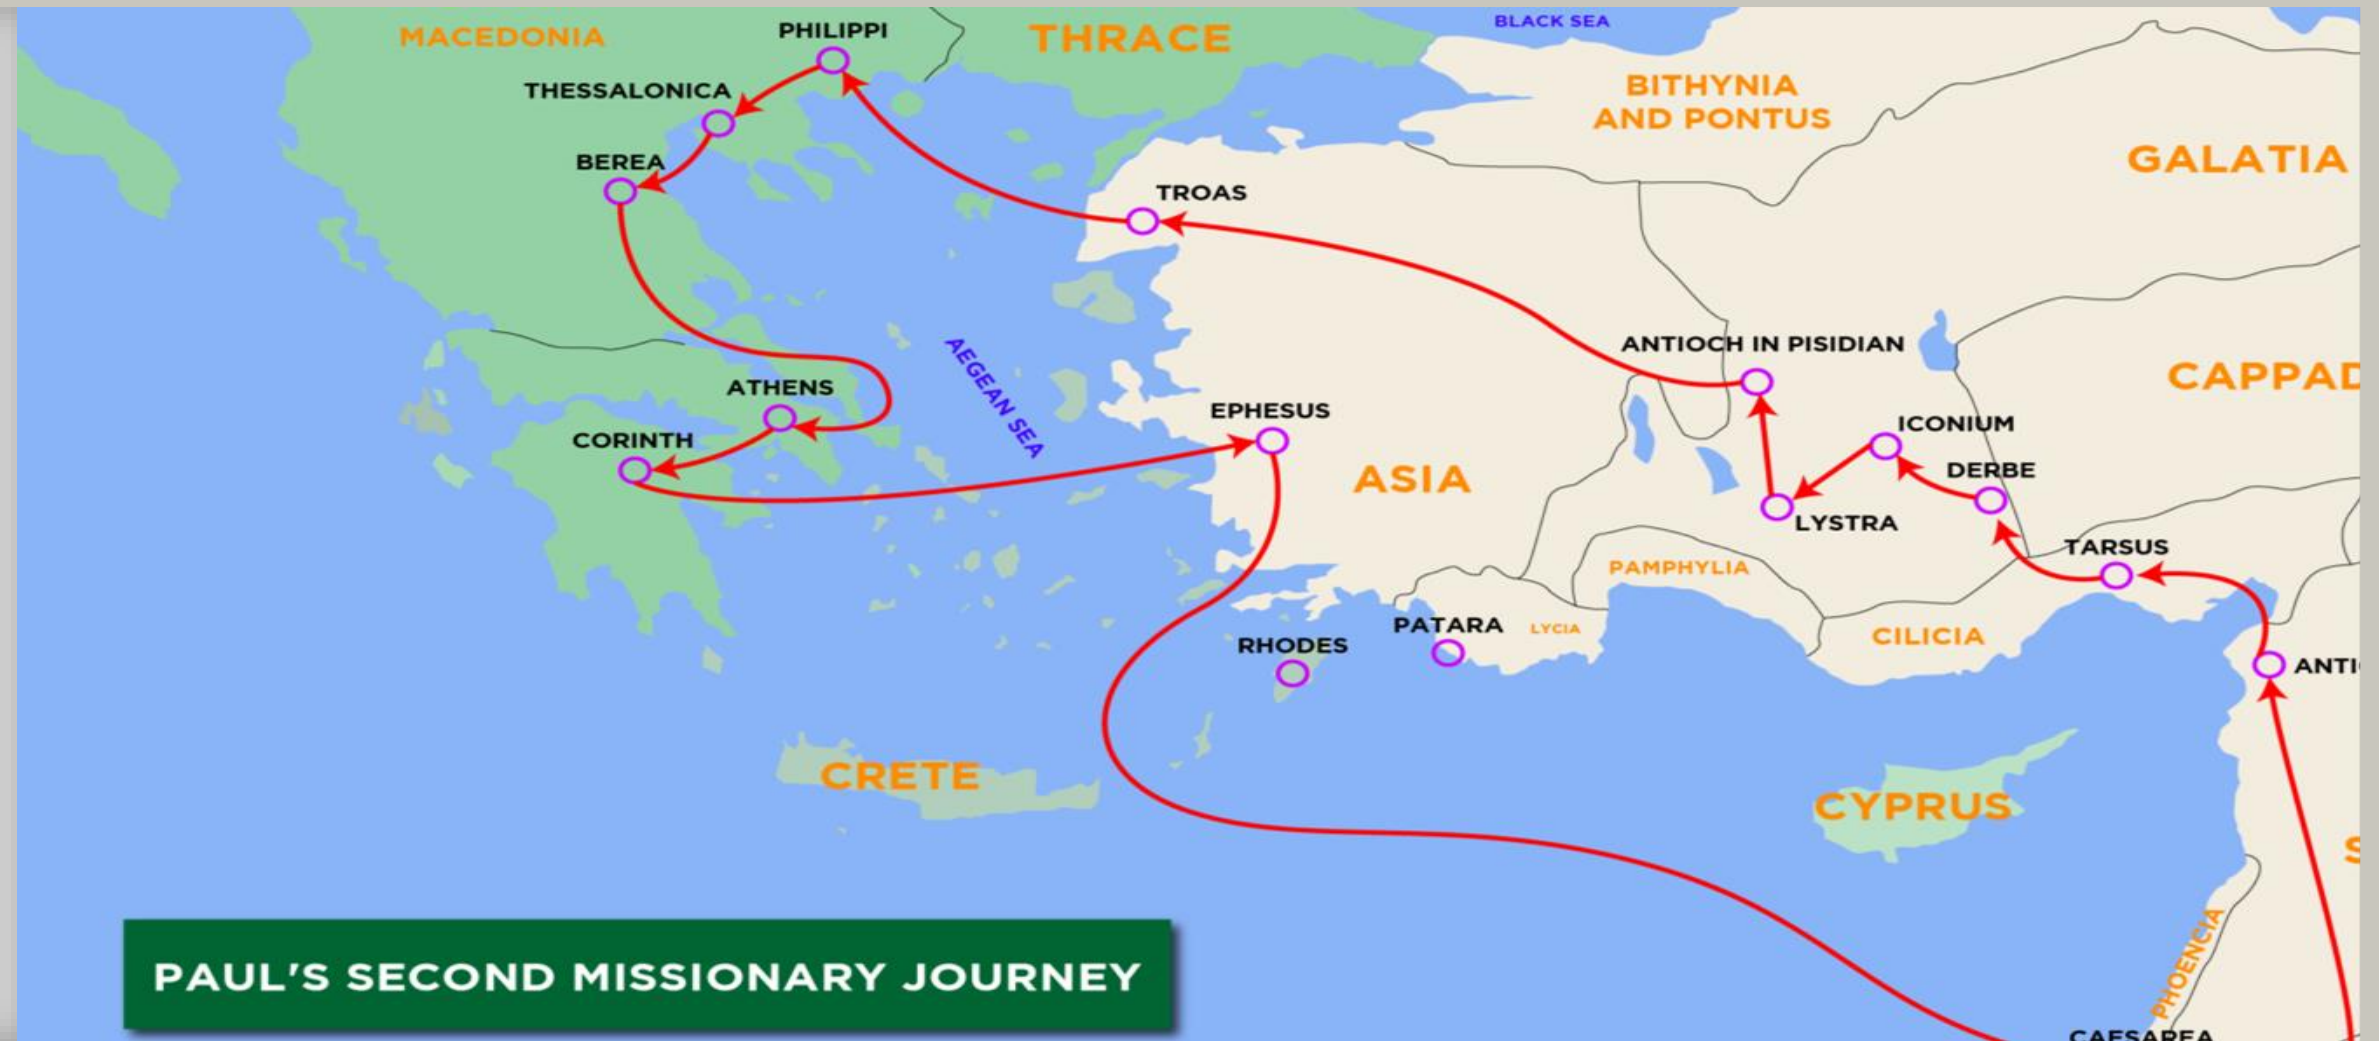 BLACK SEA
PHILIPPI
MACEDONIA
THRACE
THESSALONICA
BITHYNIA
AND PONTUS
GALATIA
BEREA
TROAS
ANTIOCH IN PISIDIAN
AEGEAN SEA
CAPPAD
ATHENS
EPHESUS
ICONIUM
CORINTH
DERBE
ASIA
LYSTRA
TARSUS
PAMPHYLIA
PATARA
LYCIA
CILICIA
RHODES
ANTI
CRETE
CYPRUS
S
PHOENCIA
PAUL'S SECOND MISSIONARY JOURNEY
CAESAREA